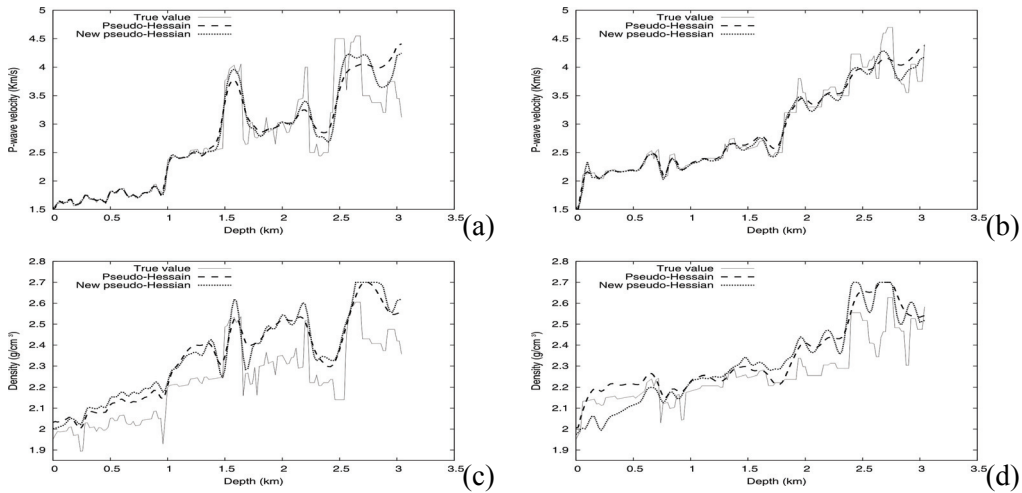 True value
Pseudo-Hessain
New pseudo-Hessian
P-wave velocity (Km/s)
5
4.5
4
3.5
3
2.5
2
1.5
0 0.5 1 1.5 2 2.5 3 3.5
Depth (km)
(a)
True value
Pseudo-Hessain
New pseudo-Hessian
P-wave velocity (Km/s)
5
4.5
4
3.5
3
2.5
2
1.5
0 0.5 1 1.5 2 2.5 3 3.5
Depth (km)
(b)
True value
Pseudo-Hessain
New pseudo-Hessian
Density (g/cm³)
2.8
2.7
2.6
2.5
2.4
2.3
2.2
2.1
2
1.9
0 0.5 1 1.5 2 2.5 3 3.5
Depth (km)
(c)
True value
Pseudo-Hessain
New pseudo-Hessian
Density (g/cm³)
2.8
2.7
2.6
2.5
2.4
2.3
2.2
2.1
2
1.9
0 0.5 1 1.5 2 2.5 3 3.5
Depth (km)
(d)